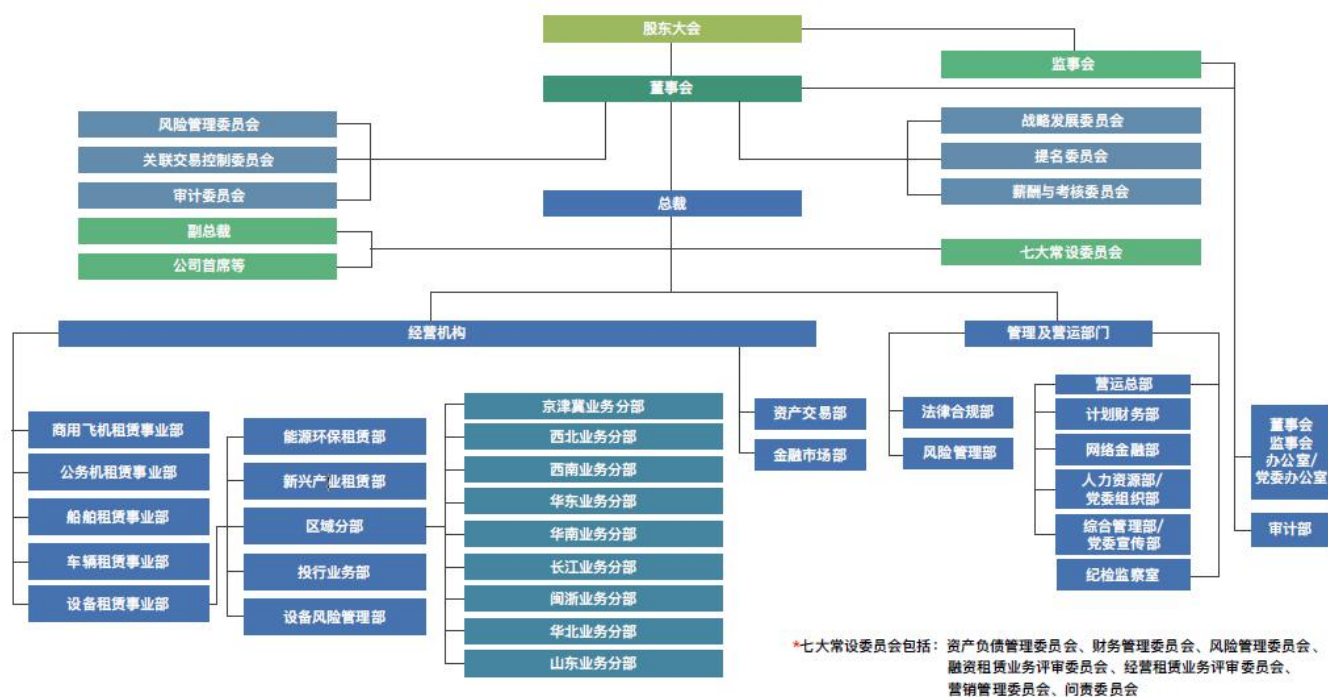 股东大会
监事会
董事会
风险管理委员会
关联交易控制委员会
审计委员会
战略发展委员会
提名委员会
薪酬与考核委员会
总裁
副总裁
公司首席等
七大常设委员会
经营机构
管理及营运部门
商用飞机租赁事业部
公务机租赁事业部
船舶租赁事业部
车辆租赁事业部
设备租赁事业部
能源环保租赁部
新兴产业租赁部
区域分部
投行业务部
设备风险管理部
京津冀业务分部
西北业务分部
西南业务分部
华东业务分部
华南业务分部
长江业务分部
闽浙业务分部
华北业务分部
山东业务分部
资产交易部
金融市场部
法律合规部
风险管理部
营运总部
计划财务部
网络金融部
人力资源部/
党委组织部
综合管理部/
党委宣传部
纪检监察室
董事会
监事会
办公室/
党委办公室
审计部
*七大常设委员会包括：资产负债管理委员会、财务管理委员会、风险管理委员会、
融资租赁业务评审委员会、经营租赁业务评审委员会、
营销管理委员会、问责委员会